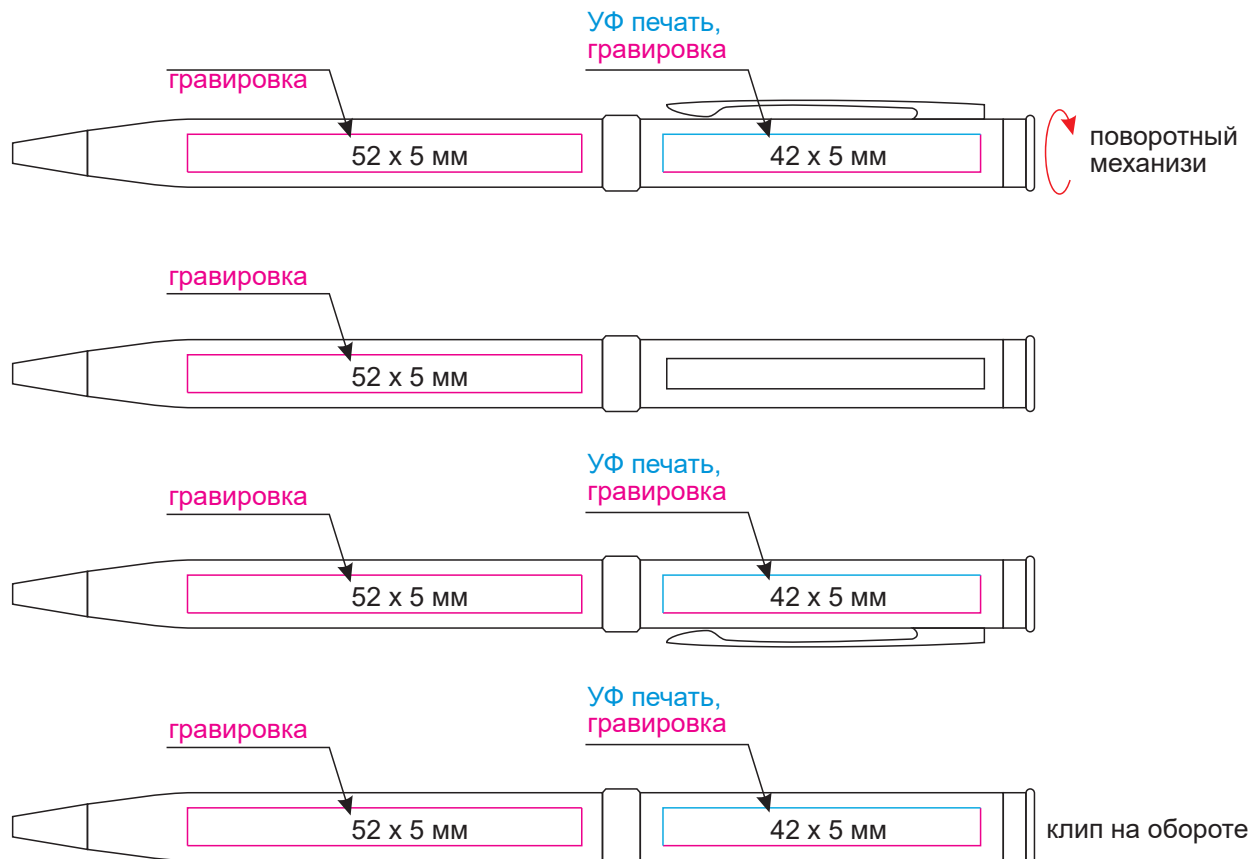 УФ печать,
гравировка
гравировка
52 х 5 мм
42 х 5 мм
поворотный
механизи
гравировка
52 х 5 мм
УФ печать,
гравировка
гравировка
52 х 5 мм
42 х 5 мм
УФ печать,
гравировка
гравировка
52 х 5 мм
42 х 5 мм
клип на обороте